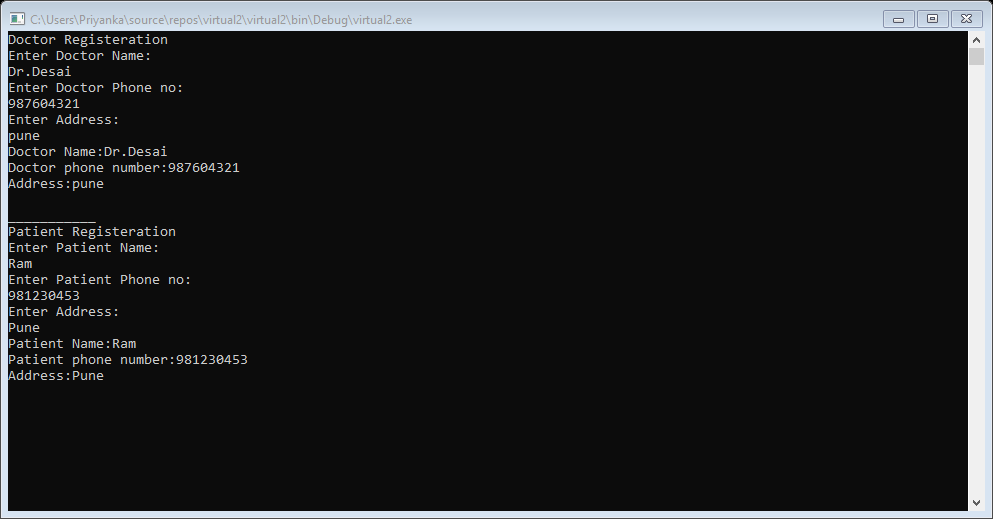 C:\Users\Priyanka\source\repos\virtual2\virtual2\bin\Debug\virtual2.exe
Doctor Registeration
Enter Doctor Name:
Dr.Desai
Enter Doctor Phone no:
987604321
Enter Address:
pune
Doctor Name:Dr.Desai
Doctor phone number:987604321
Address:pune
___________
Patient Registeration
Enter Patient Name:
Ram
Enter Patient Phone no:
981230453
Enter Address:
Pune
Patient Name:Ram
Patient phone number:981230453
Address:Pune